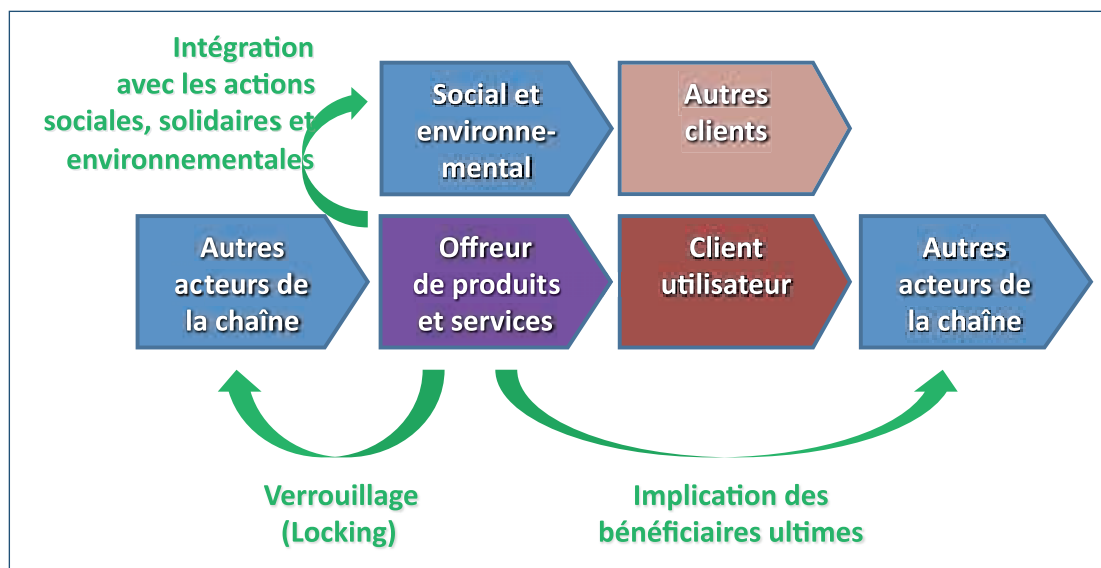 Intégration
avec les actions
sociales, solidaires et
environnementales
Social et
environne-
mental
Autres
clients
Autres
acteurs de
la chaîne
Offreur
de produits
et services
Client
utilisateur
Autres
acteurs de
la chaîne
Verrouillage
(Locking)
Implication des
bénéficiaires ultimes